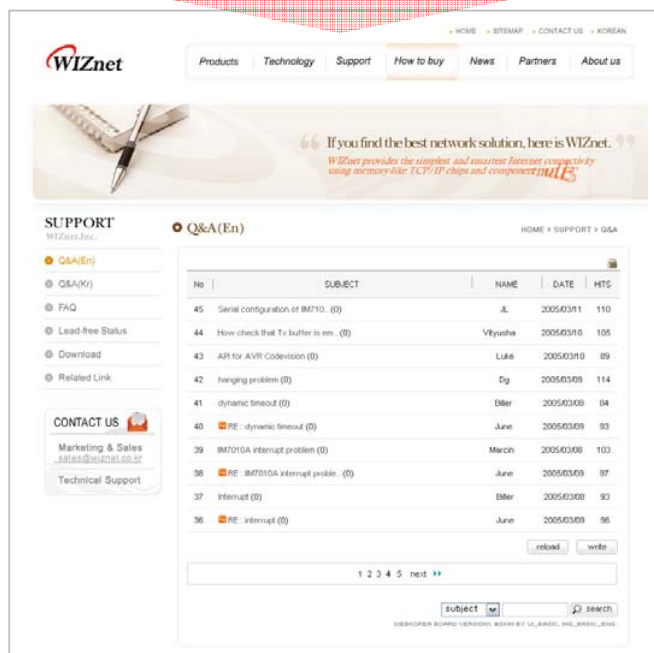 HOME SITEMAP CONTACT US KOREAN
WIZnet
Products Technology Support How to buy News Partners About us
If you find the best network solution, here is WIZnet.
WIZnet provides the simplest and smartest Internet connectivity
using memory-like TCP/IP chips and component
SUPPORT
WIZnet.Inc.
Q&A(En)
Q&A(Kr)
FAQ
Lead-free Status
Download
Related Link
CONTACT US
Marketing & Sales
sales@wiznet.co.kr
Technical Support
Q&A(En)
HOME > SUPPORT > Q&A
No SUBJECT NAME DATE HITS
45 Serial configuration of IIM710...(0) JL 2005/03/11 110
44 How check that Tx buffer is em...(0) Vityusha 2005/03/10 105
43 API for AVR Codevision (0) Luke 2005/03/10 89
42 hanging problem (0) Dg 2005/03/09 114
41 dynamic timeout (0) Biller 2005/03/08 84
40 RE : dynamic timeout (0) June 2005/03/09 93
39 IIM7010A interrupt problem (0) Marcin 2005/03/08 103
38 RE : IIM7010A interrupt proble...(0) June 2005/03/09 97
37 Interrupt (0) Biller 2005/03/08 93
36 RE : interrupt (0) June 2005/03/09 96
reload write
1 2 3 4 5 next
subject search